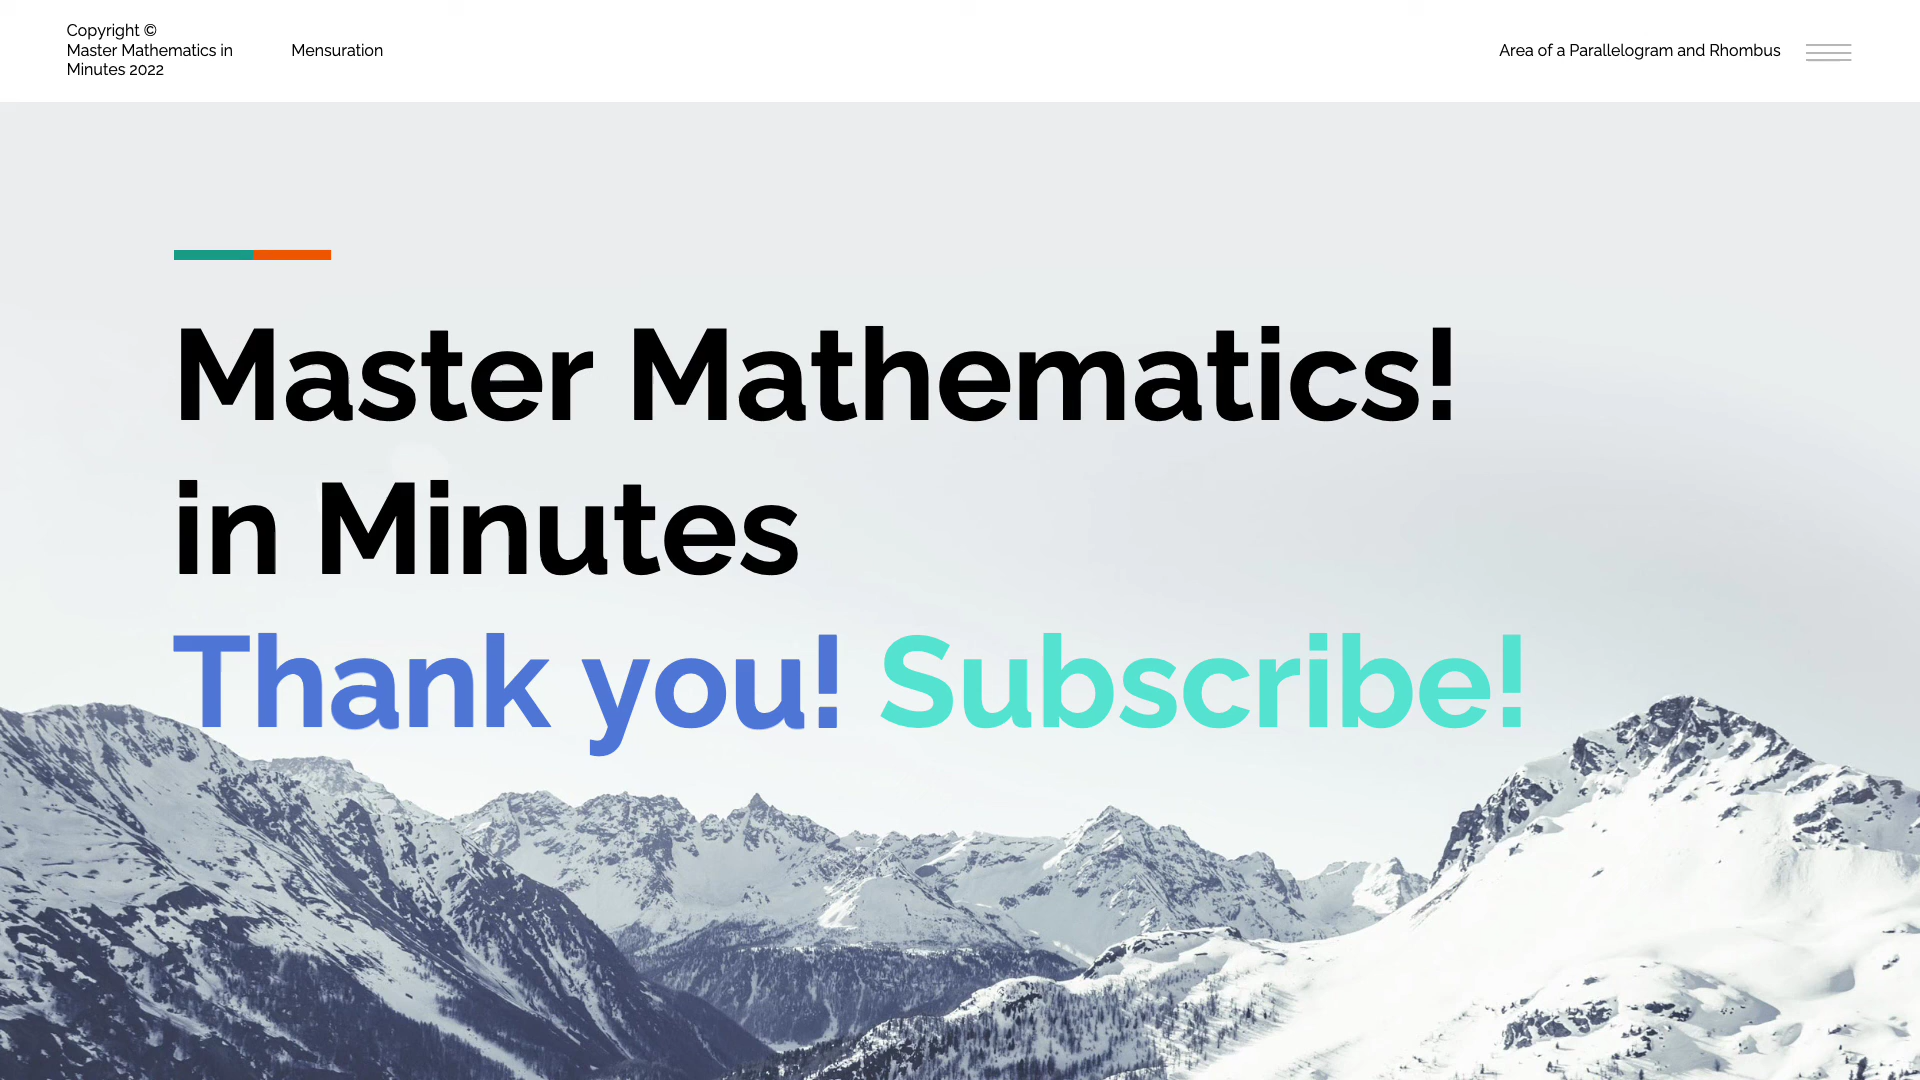 Copyright ©
Master Mathematics in
Minutes 2022
Mensuration
Area of a Parallelogram and Rhombus
Master Mathematics!
in Minutes
Thank you! Subscribe!